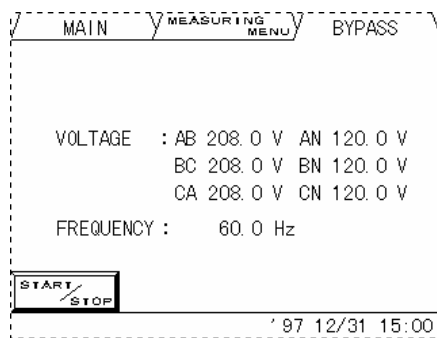 MAIN MEASURING MENU BYPASS
VOLTAGE : AB 208.0 V AN 120.0 V
BC 208.0 V BN 120.0 V
CA 208.0 V CN 120.0 V
FREQUENCY : 60.0 Hz
START/STOP
'97 12/31 15:00